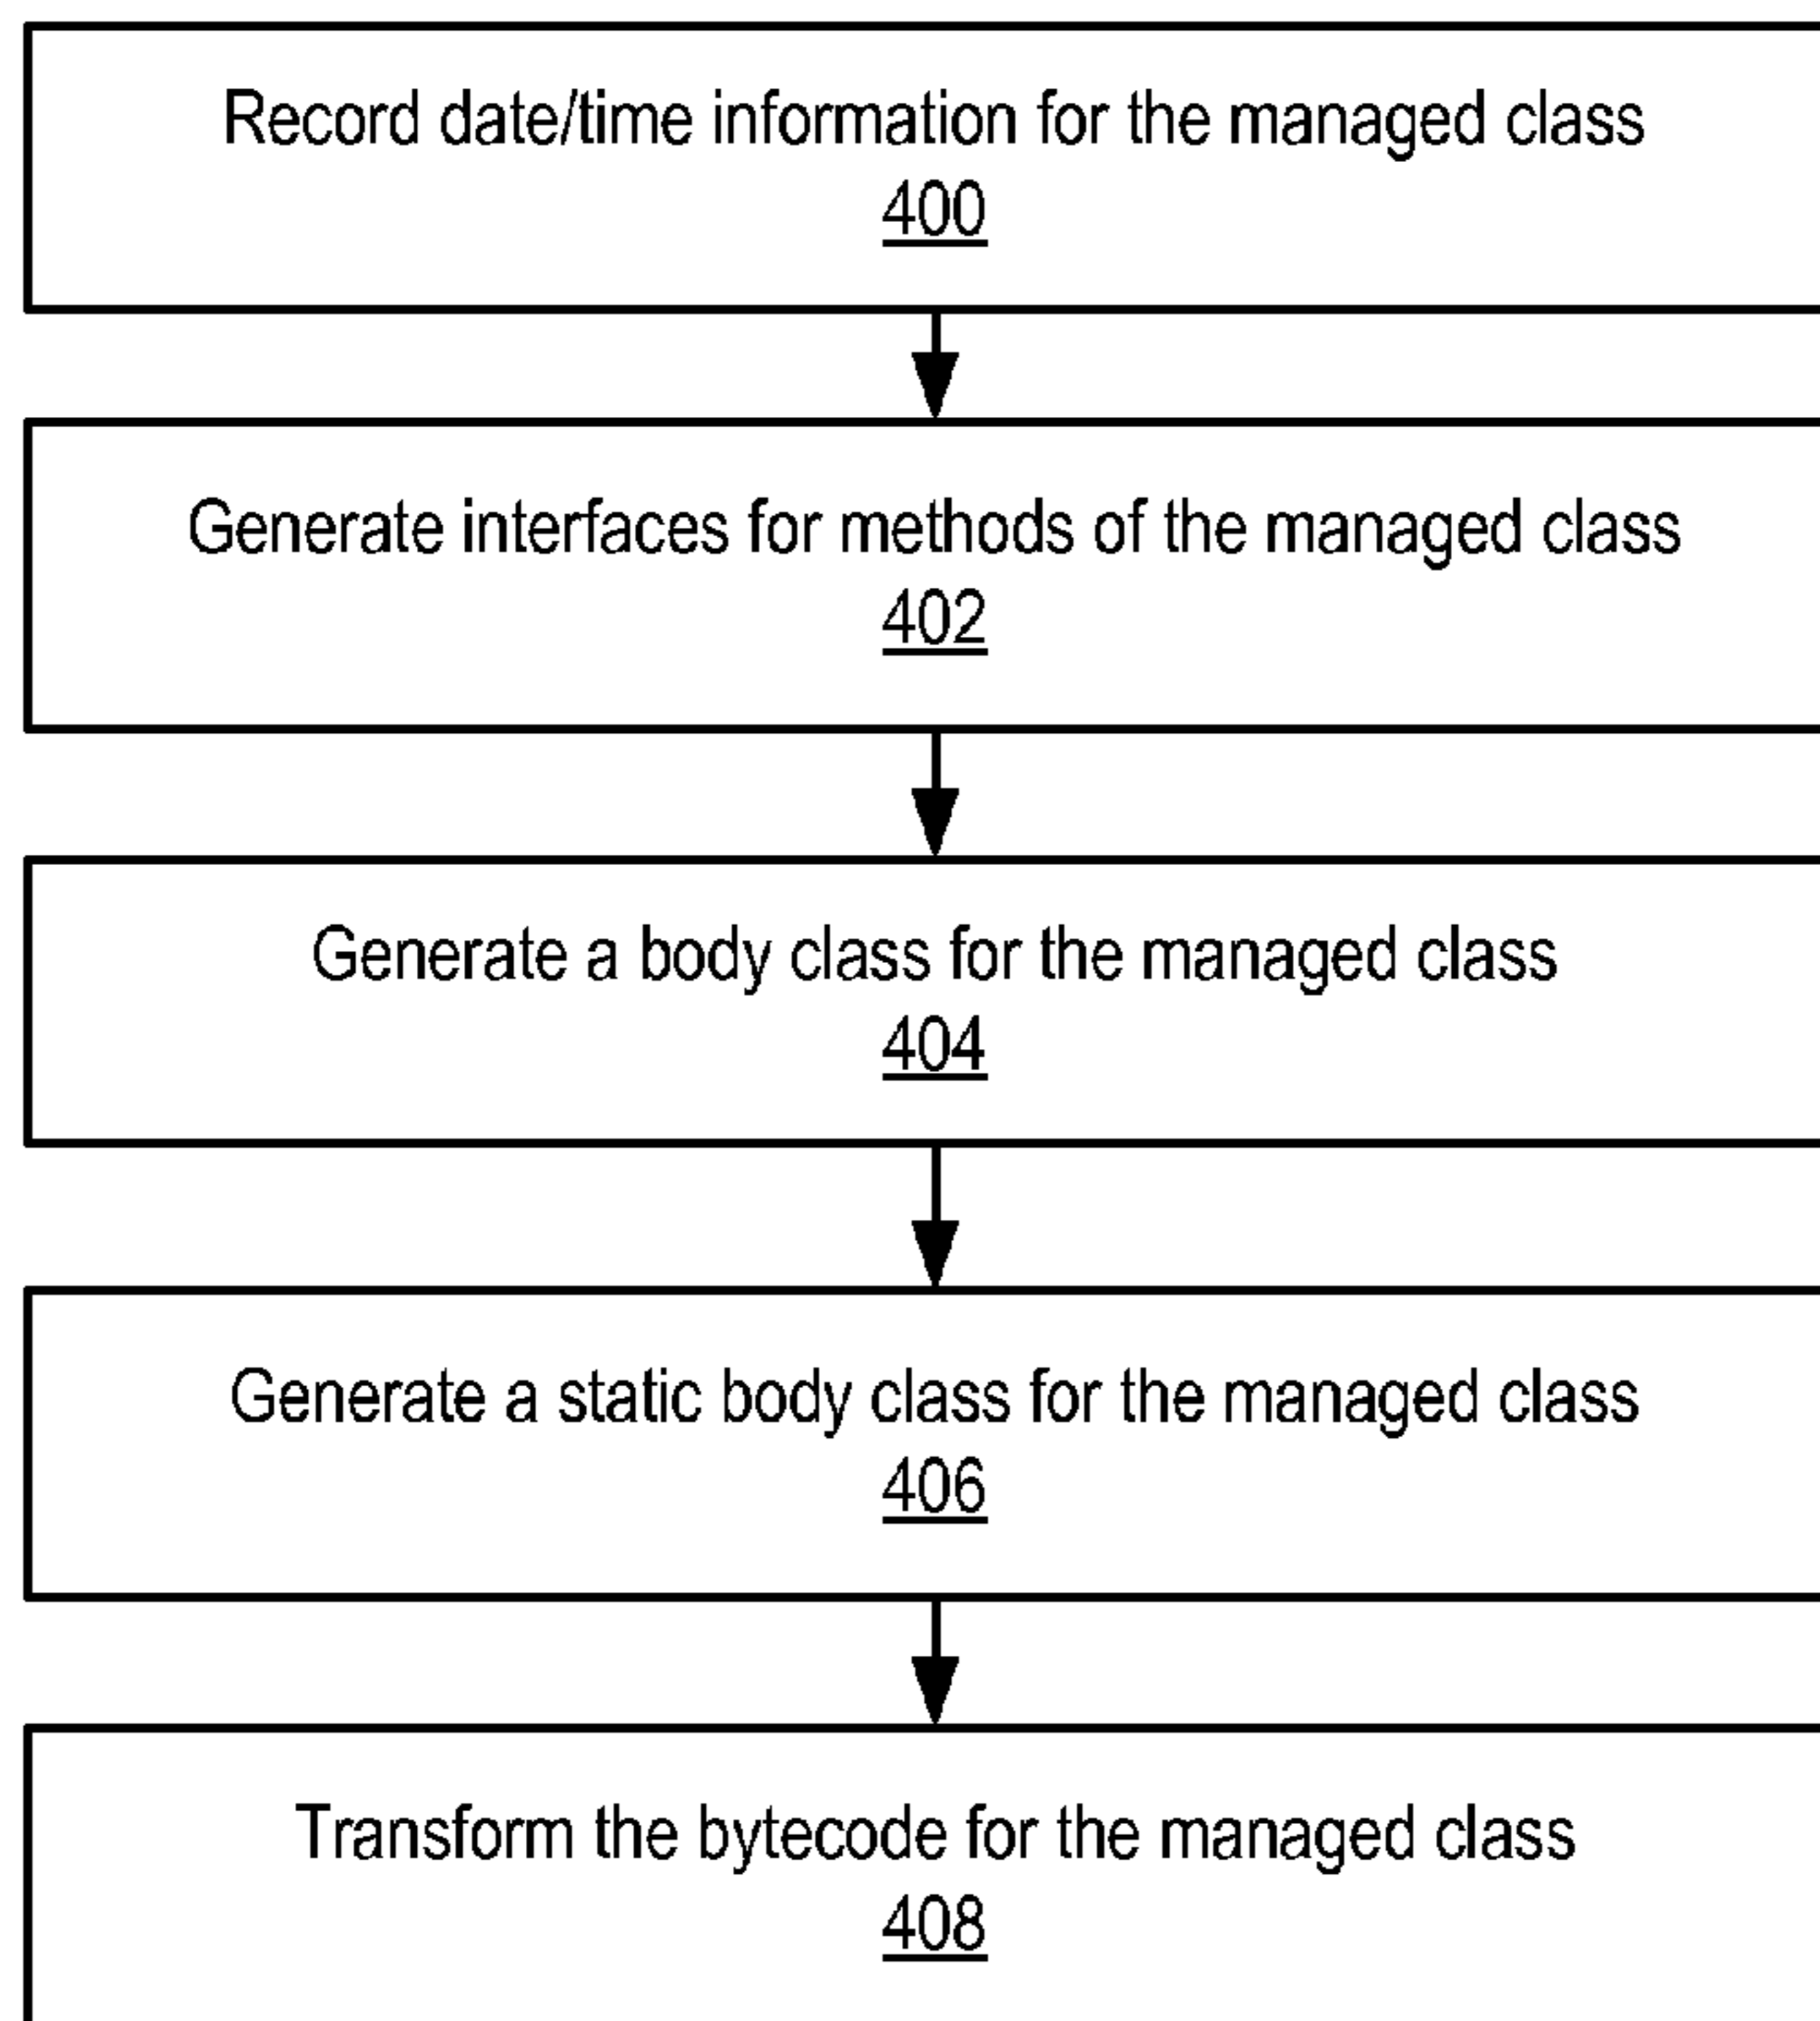 Record date/time information for the managed class
400
Generate interfaces for methods of the managed class
402
Generate a body class for the managed class
404
Generate a static body class for the managed class
406
Transform the bytecode for the managed class
408